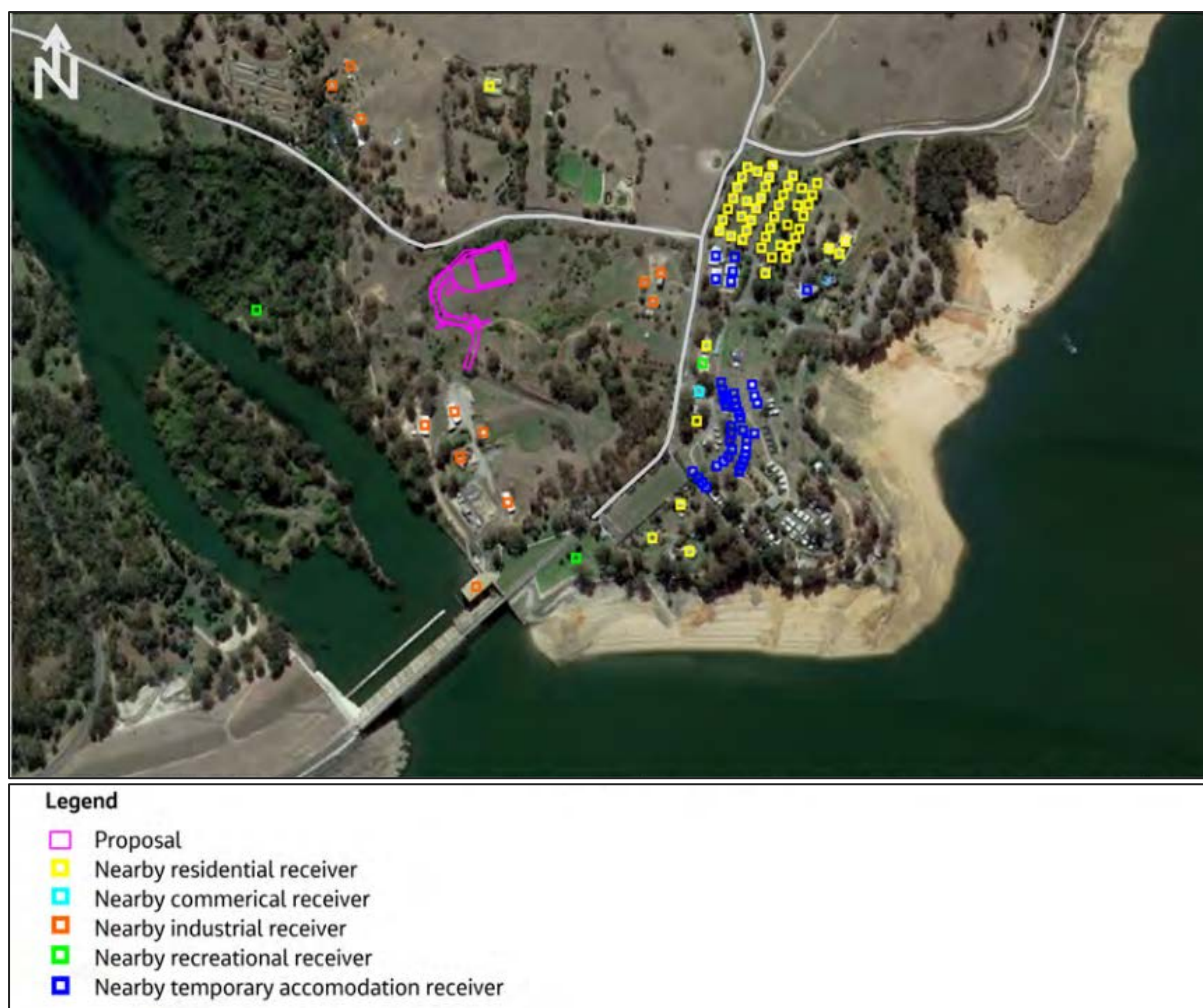 N
Legend
Proposal
Nearby residential receiver
Nearby commerical receiver
Nearby industrial receiver
Nearby recreational receiver
Nearby temporary accomodation receiver